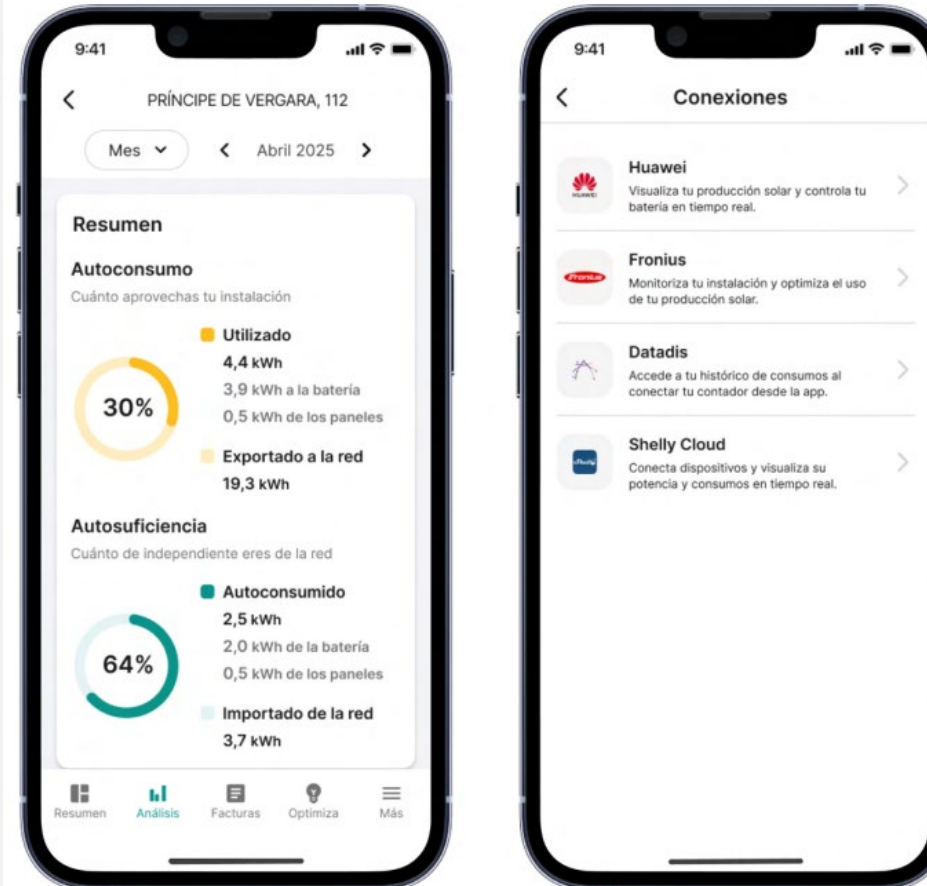 9:41
PRÍNCIPE DE VERGARA, 112
Mes
Abril 2025
Resumen
Autoconsumo
Cuánto aprovechas tu instalación
30%
Utilizado
4,4 kWh
3,9 kWh a la batería
0,5 kWh de los paneles
Exportado a la red
19,3 kWh
Autosuficiencia
Cuánto de independiente eres de la red
64%
Autoconsumido
2,5 kWh
2,0 kWh de la batería
0,5 kWh de los paneles
Importado de la red
3,7 kWh
Resumen
Análisis
Facturas
Optimiza
Más
9:41
Conexiones
HUAWEI
Huawei
Visualiza tu producción solar y controla tu
batería en tiempo real.
Fronius
Fronius
Monitoriza tu instalación y optimiza el uso
de tu producción solar.
Datadis
Accede a tu histórico de consumos al
conectar tu contador desde la app.
Shelly
Shelly Cloud
Conecta dispositivos y visualiza su
potencia y consumos en tiempo real.